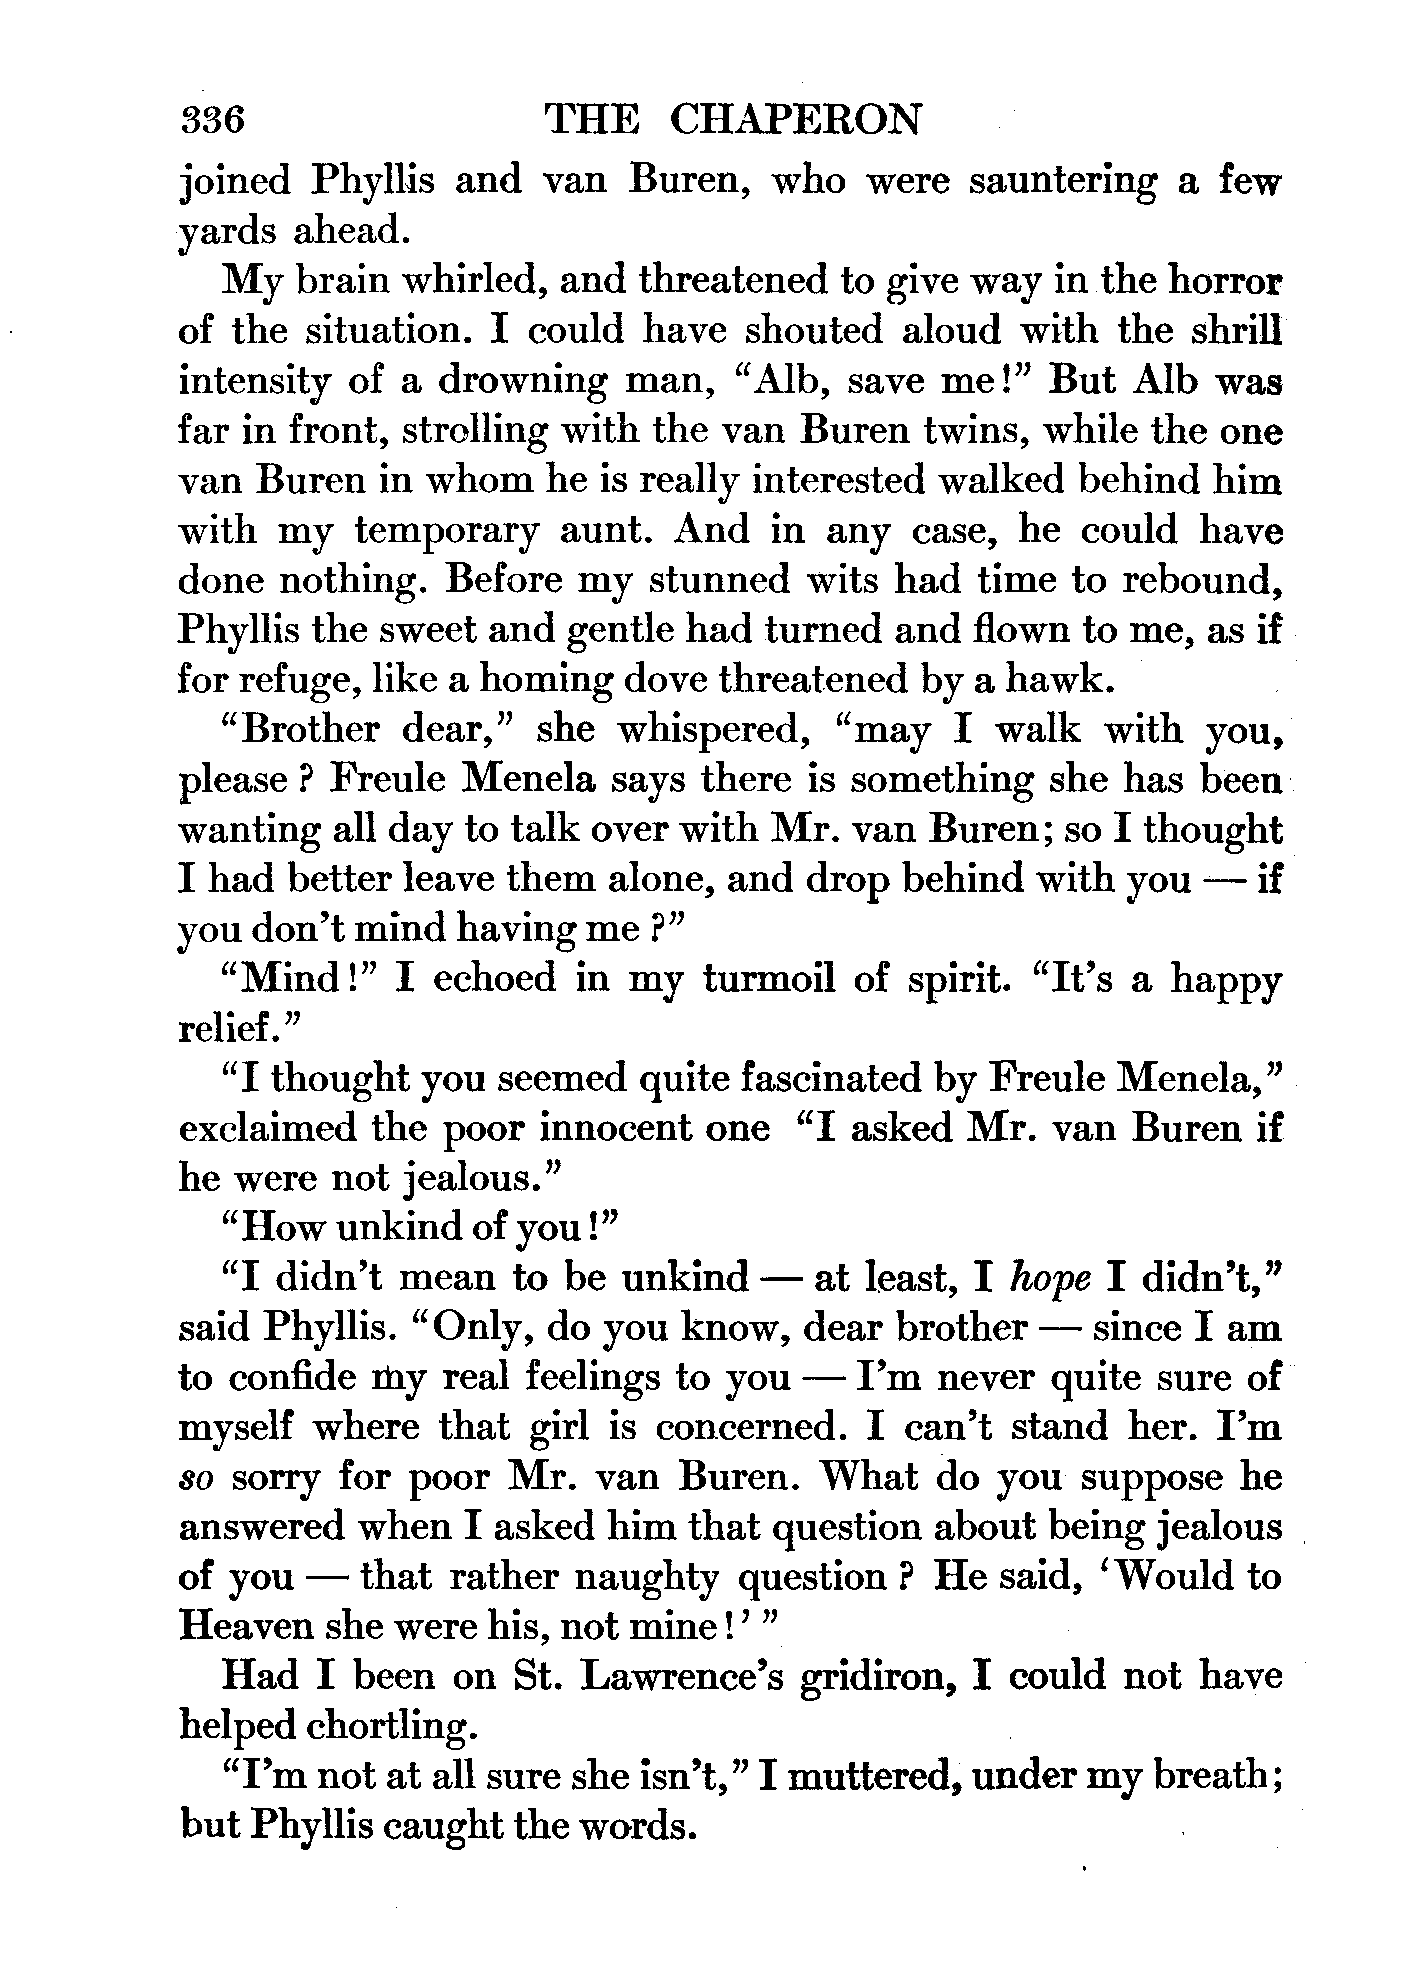 336 THE CHAPERON
joined Phyllis and van Buren, who were sauntering a few
yards ahead.
My brain whirled, and threatened to give way in the horror
of the situation. I could have shouted aloud with the shrill
intensity of a drowning man, “Alb, save me!” But Alb was
far in front, strolling with the van Buren twins, while the one
van Buren in whom he is really interested walked behind him
with my temporary aunt. And in any case, he could have
done nothing. Before my stunned wits had time to rebound,
Phyllis the sweet and gentle had turned and flown to me, as if
for refuge, like a homing dove threatened by a hawk.
“Brother dear,” she whispered, “may I walk with you,
please ? Freule Menela says there is something she has been
wanting all day to talk over with Mr. van Buren; so I thought
I had better leave them alone, and drop behind with you — if
you don’t mind having me ?”
“Mind!” I echoed in my turmoil of spirit. “It’s a happy
relief.”
“I thought you seemed quite fascinated by Freule Menela,”
exclaimed the poor innocent one “I asked Mr. van Buren if
he were not jealous.”
“How unkind of you!”
“I didn’t mean to be unkind — at least, I hope I didn’t,”
said Phyllis. “Only, do you know, dear brother — since I am
to confide my real feelings to you — I’m never quite sure of
myself where that girl is concerned. I can’t stand her. I’m
so sorry for poor Mr. van Buren. What do you suppose he
answered when I asked him that question about being jealous
of you — that rather naughty question ? He said, ‘Would to
Heaven she were his, not mine!’ ”
Had I been on St. Lawrence’s gridiron, I could not have
helped chortling.
“I’m not at all sure she isn’t,” I muttered, under my breath;
but Phyllis caught the words.